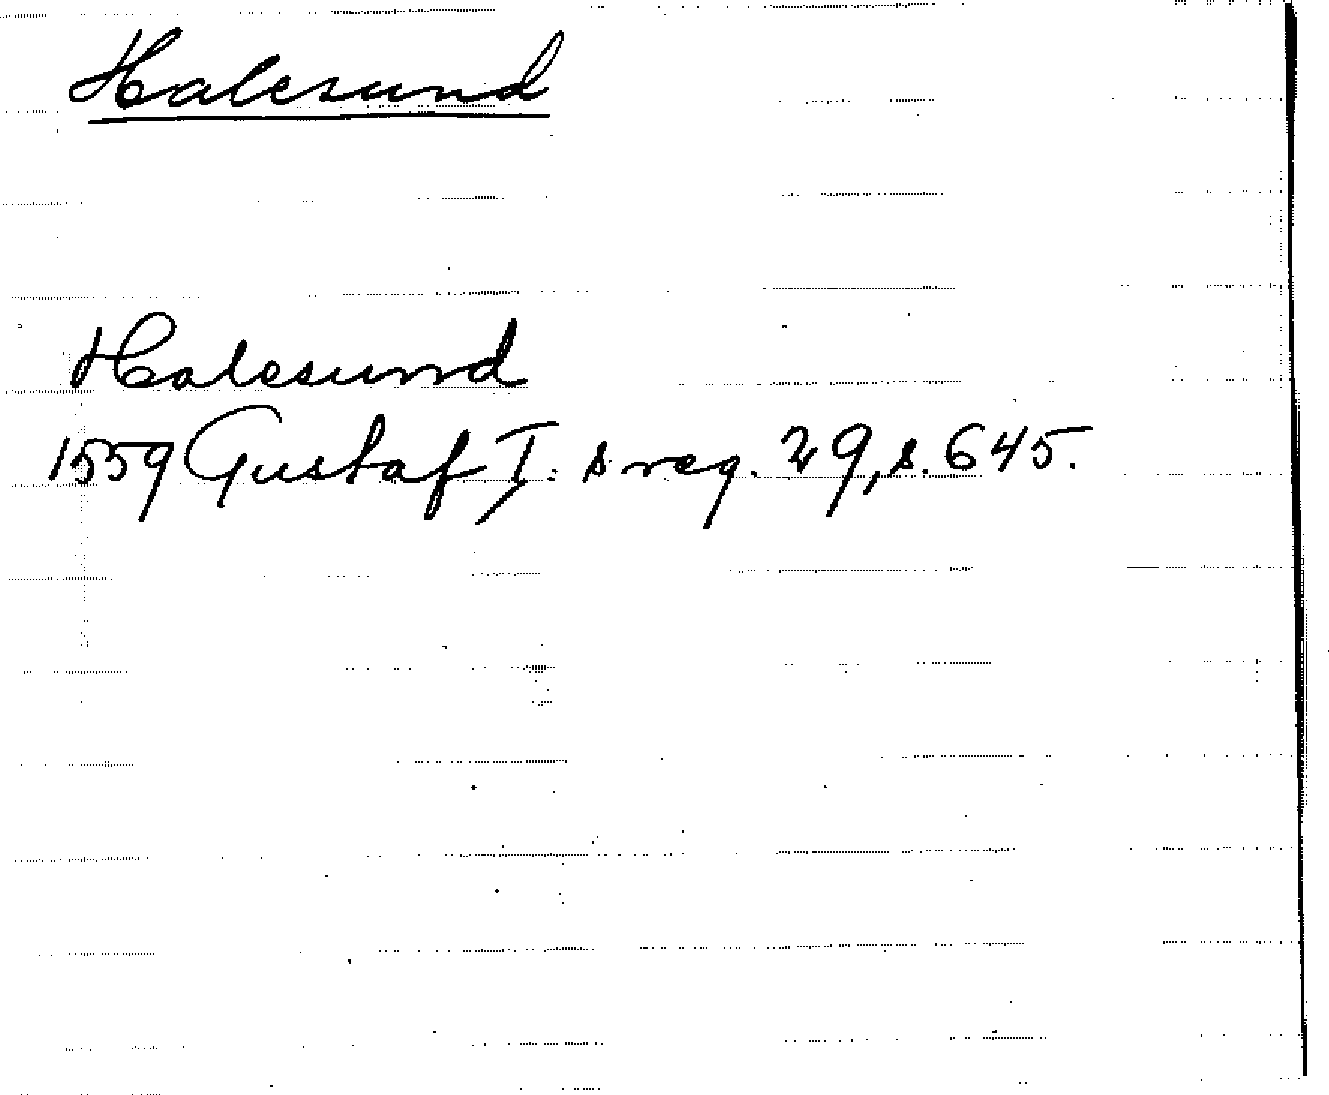 Halesund
Halesund
1559 Gustaf I: s reg. 29, s. 645.